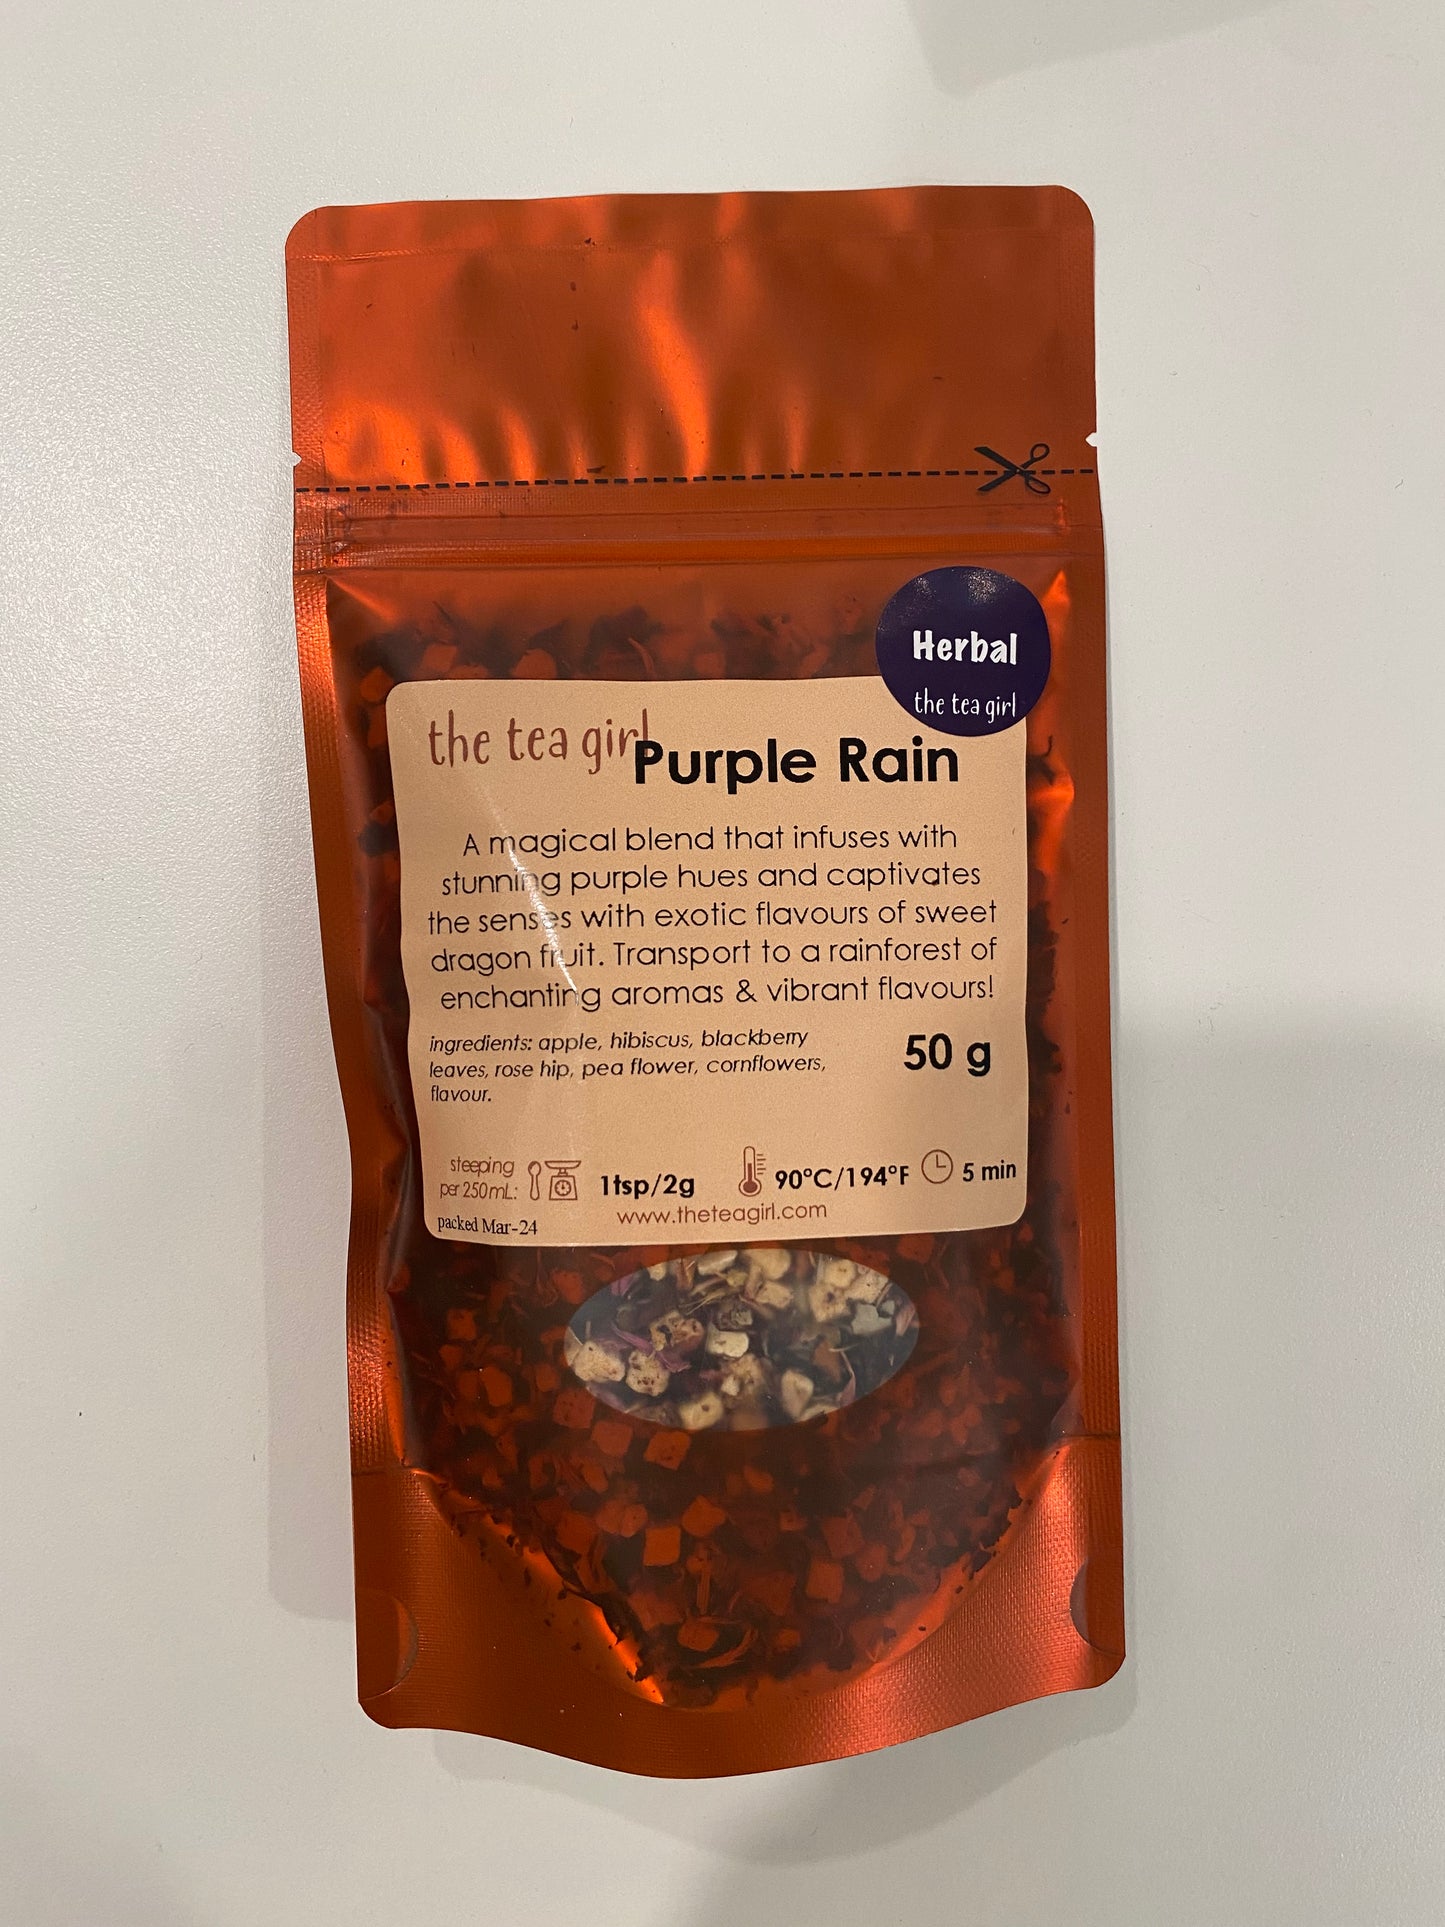 Herbal
the tea girl
the tea girl
Purple Rain
A magical blend that infuses with
stunning purple hues and captivates
the senses with exotic flavours of sweet
dragon fruit. Transport to a rainforest of
enchanting aromas & vibrant flavours!
ingredients: apple, hibiscus, blackberry
leaves, rose hip, pea flower, cornflowers,
flavour.
50 g
steeping
per 250mL:
1tsp/2g
90°C/194°F
5 min
www.theteagirl.com
packed Mar-24